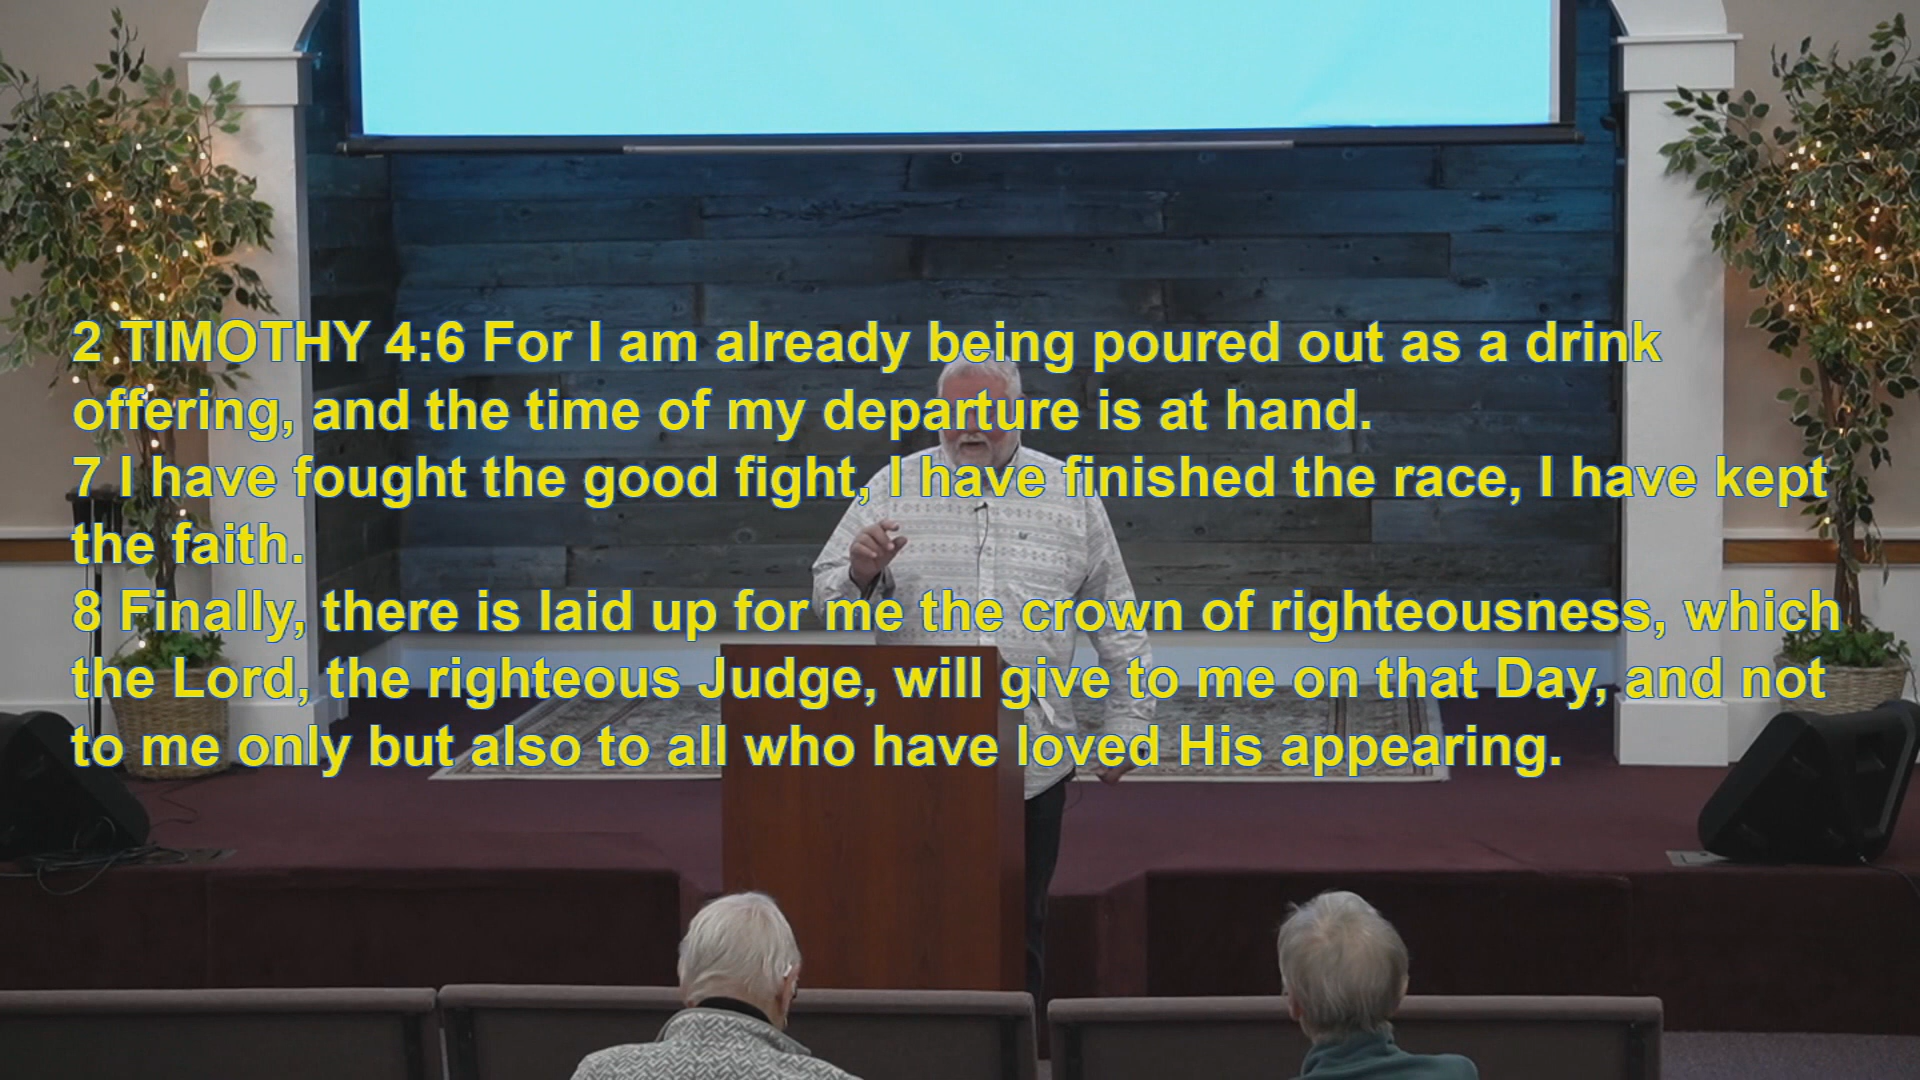 2 TIMOTHY 4:6 For I am already being poured out as a drink
offering, and the time of my departure is at hand.
7 I have fought the good fight, I have finished the race, I have kept
the faith.
8 Finally, there is laid up for me the crown of righteousness, which
the Lord, the righteous Judge, will give to me on that Day, and not
to me only but also to all who have loved His appearing.